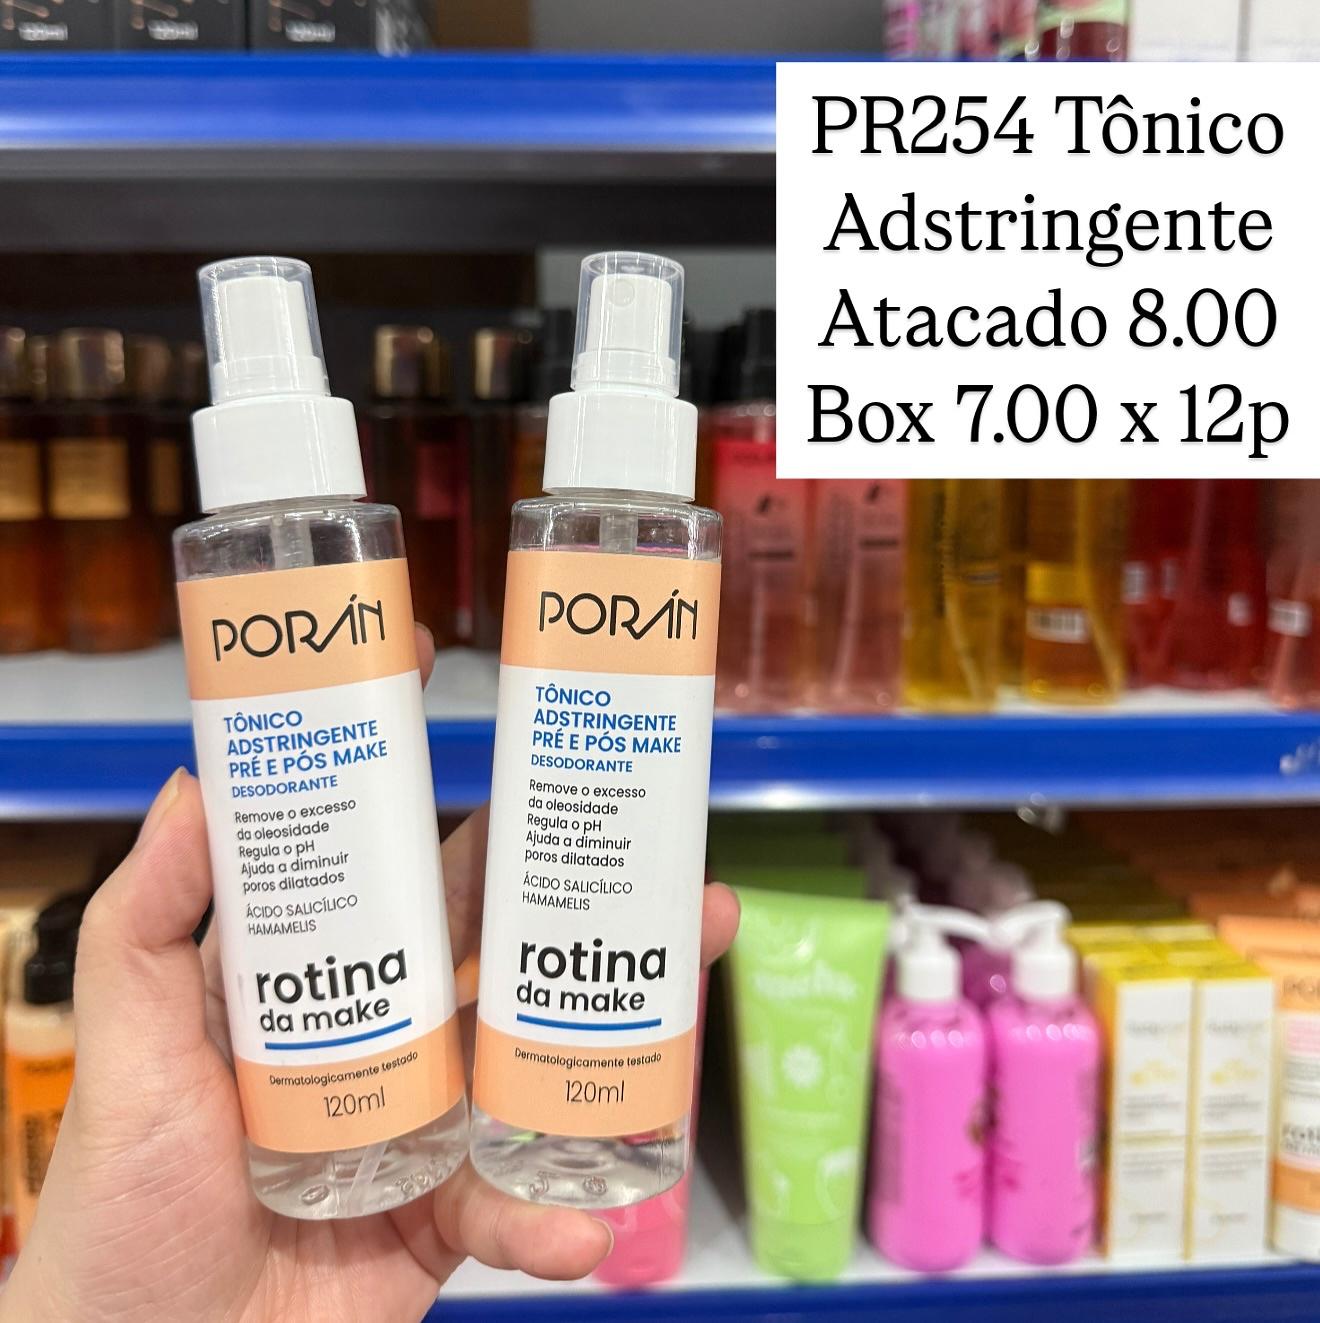 PR254 Tônico
Adstringente
Atacado 8.00
Box 7.00 x 12p
PORÁN
TÔNICO
ADSTRINGENTE
PRÉ E PÓS MAKE
DESODORANTE
Remove o excesso
da oleosidade
Regula o pH
Ajuda a diminuir
poros dilatados
ÁCIDO SALICÍLICO
HAMAMELIS
rotina
da make
Dermatologicamente testado
120ml
PORÁN
TÔNICO
ADSTRINGENTE
PRÉ E PÓS MAKE
DESODORANTE
Remove o excesso
da oleosidade
Regula o pH
Ajuda a diminuir
poros dilatados
ÁCIDO SALICÍLICO
HAMAMELIS
rotina
da make
Dermatologicamente testado
120ml